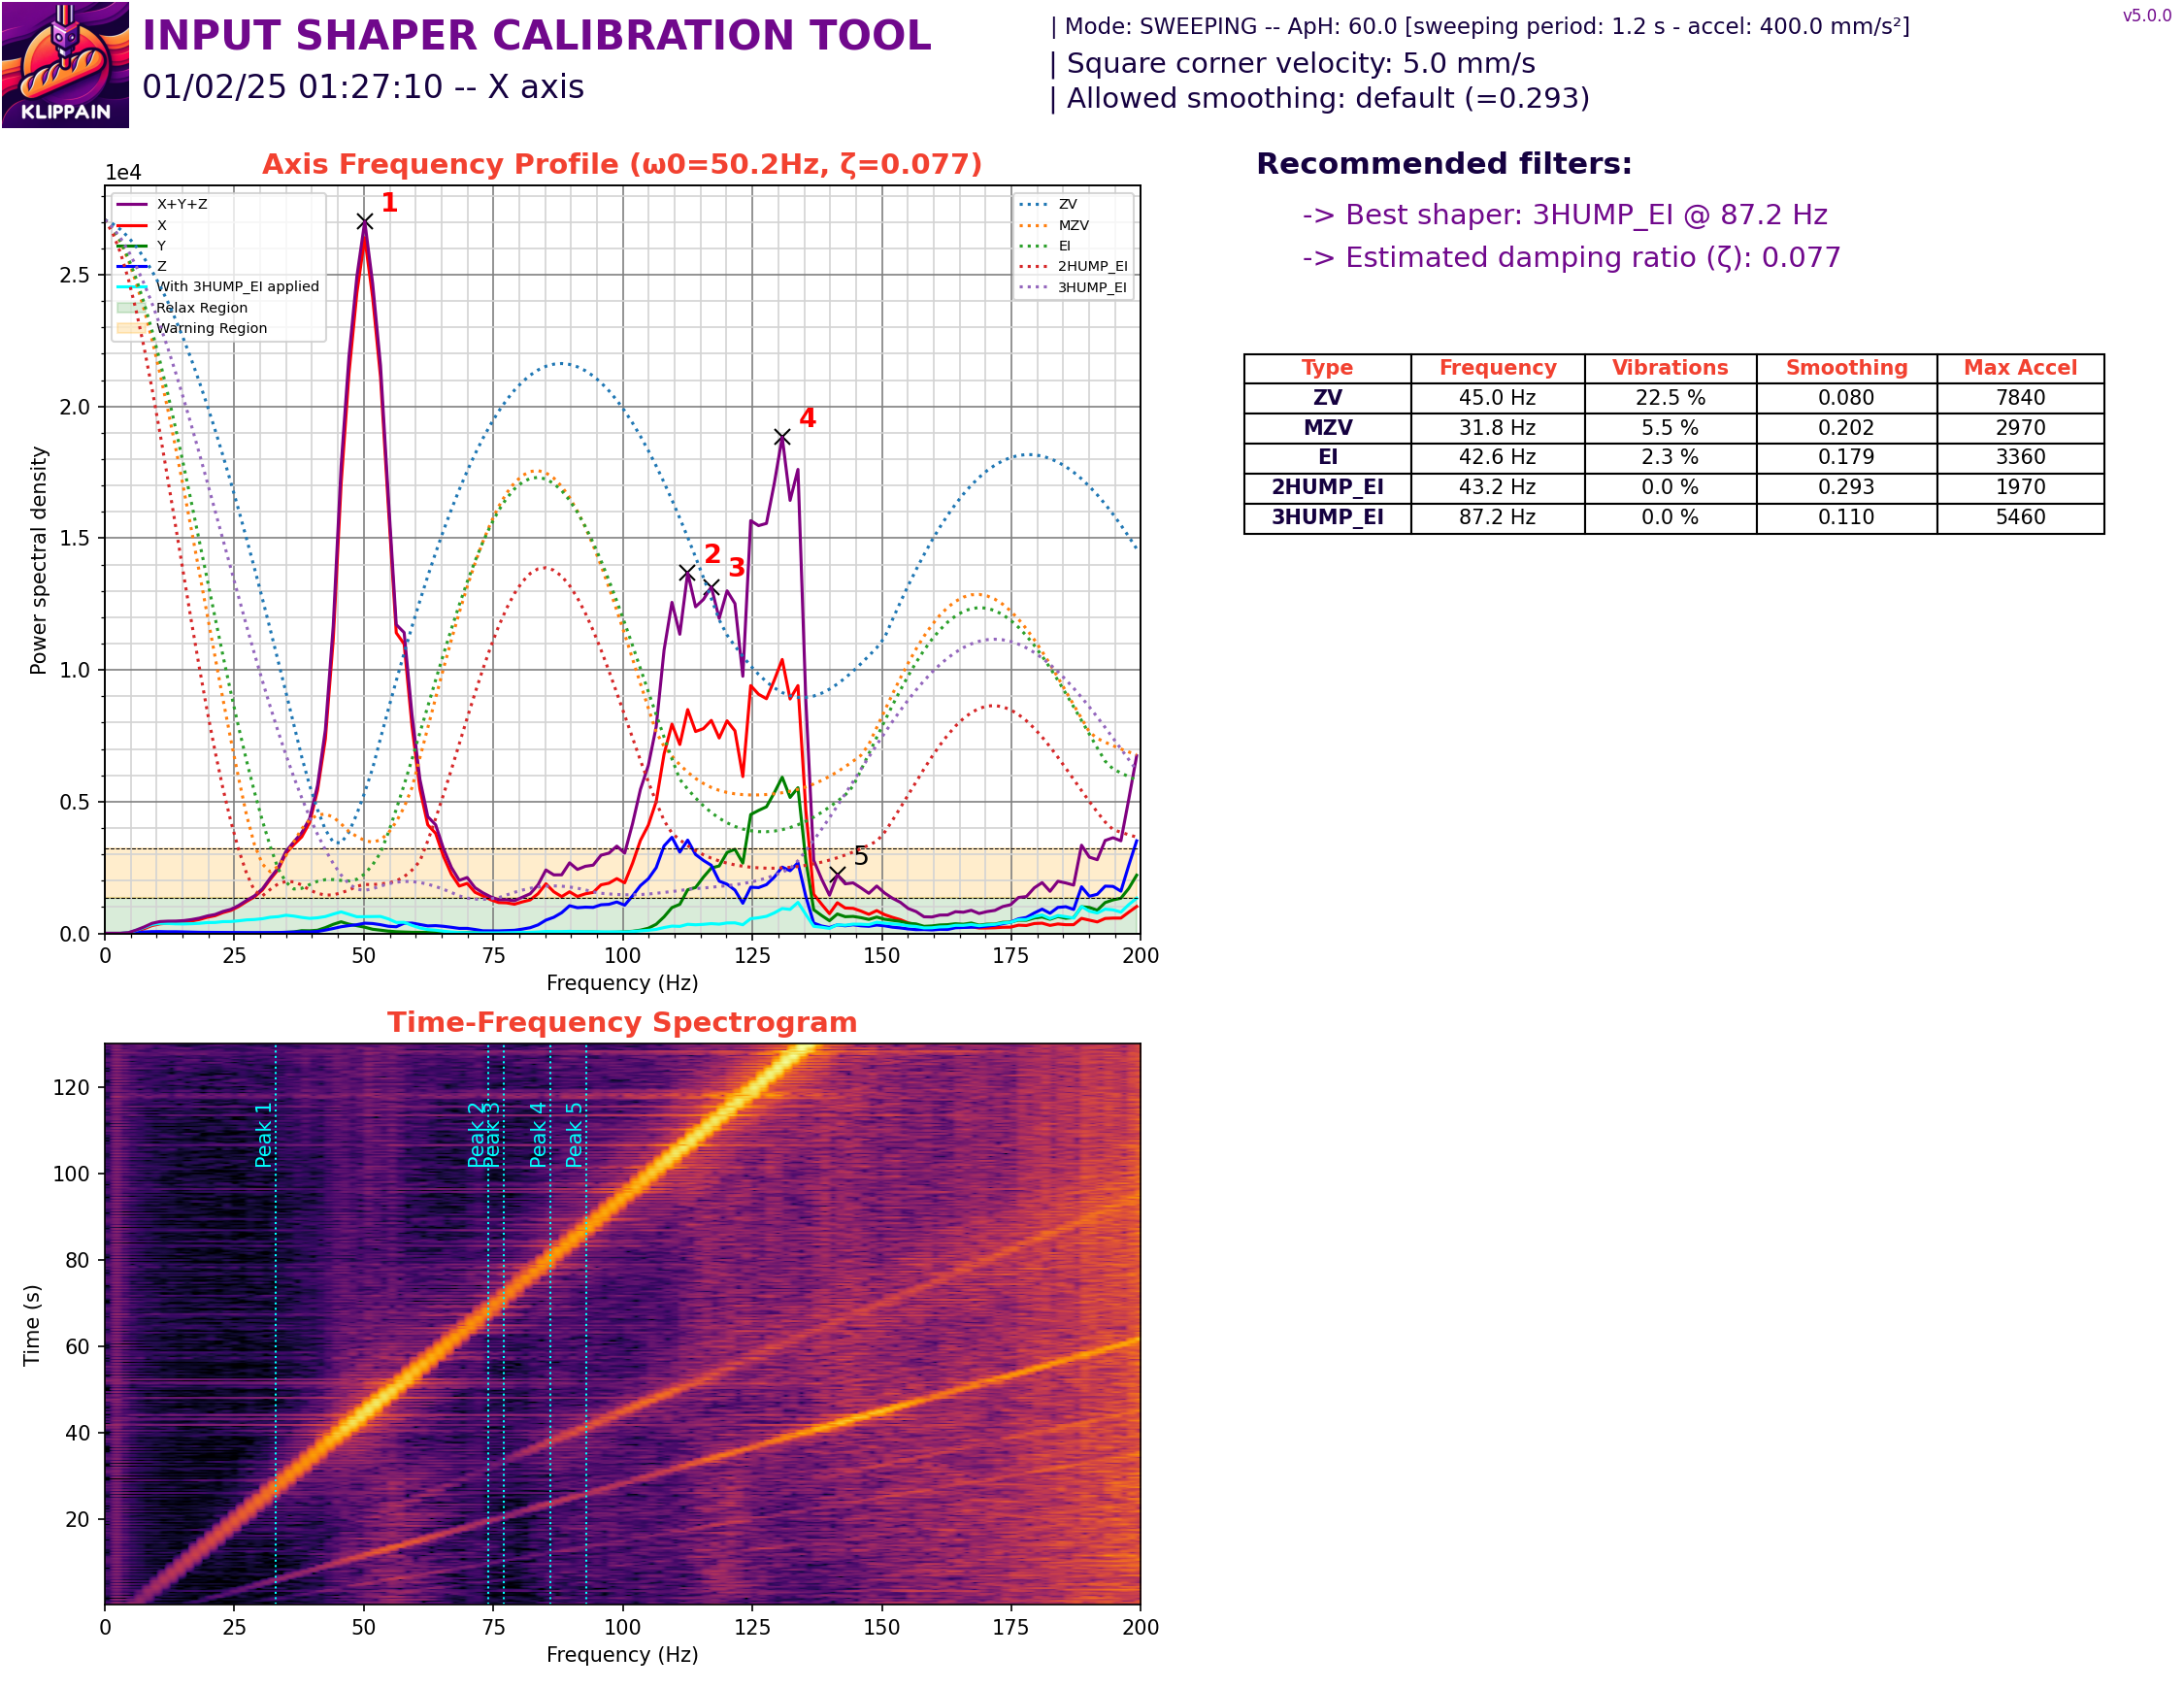 INPUT SHAPER CALIBRATION TOOL
01/02/25 01:27:10 -- X axis
KLIPPAIN
| Mode: SWEEPING -- ApH: 60.0 [sweeping period: 1.2 s - accel: 400.0 mm/s²]
| Square corner velocity: 5.0 mm/s
| Allowed smoothing: default (=0.293)
v5.0.0
Axis Frequency Profile (ω0=50.2Hz, ζ=0.077)
1e4
X+Y+Z
X
Y
Z
With 3HUMP_EI applied
Relax Region
Warning Region
ZV
MZV
EI
2HUMP_EI
3HUMP_EI
1
2
3
4
5
Power spectral density
2.5
2.0
1.5
1.0
0.5
0.0
0 25 50 75 100 125 150 175 200
Frequency (Hz)
Recommended filters:
-> Best shaper: 3HUMP_EI @ 87.2 Hz
-> Estimated damping ratio (ζ): 0.077
Type Frequency Vibrations Smoothing Max Accel
ZV 45.0 Hz 22.5 % 0.080 7840
MZV 31.8 Hz 5.5 % 0.202 2970
EI 42.6 Hz 2.3 % 0.179 3360
2HUMP_EI 43.2 Hz 0.0 % 0.293 1970
3HUMP_EI 87.2 Hz 0.0 % 0.110 5460
Time-Frequency Spectrogram
Peak 1
Peak 2
Peak 3
Peak 4
Peak 5
Time (s)
120
100
80
60
40
20
0 25 50 75 100 125 150 175 200
Frequency (Hz)